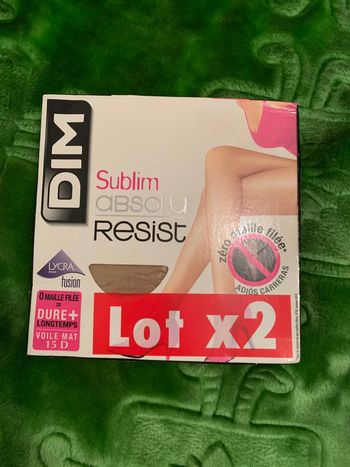 DIM
Sublim
absolu
Resist
zéro maille filée*
ADIÓS CARRERAS
LYCRA
fusion
0 MAILLE FILÉE
=
DURE+
LONGTEMPS
VOILE MAT
15 D
Lot x2